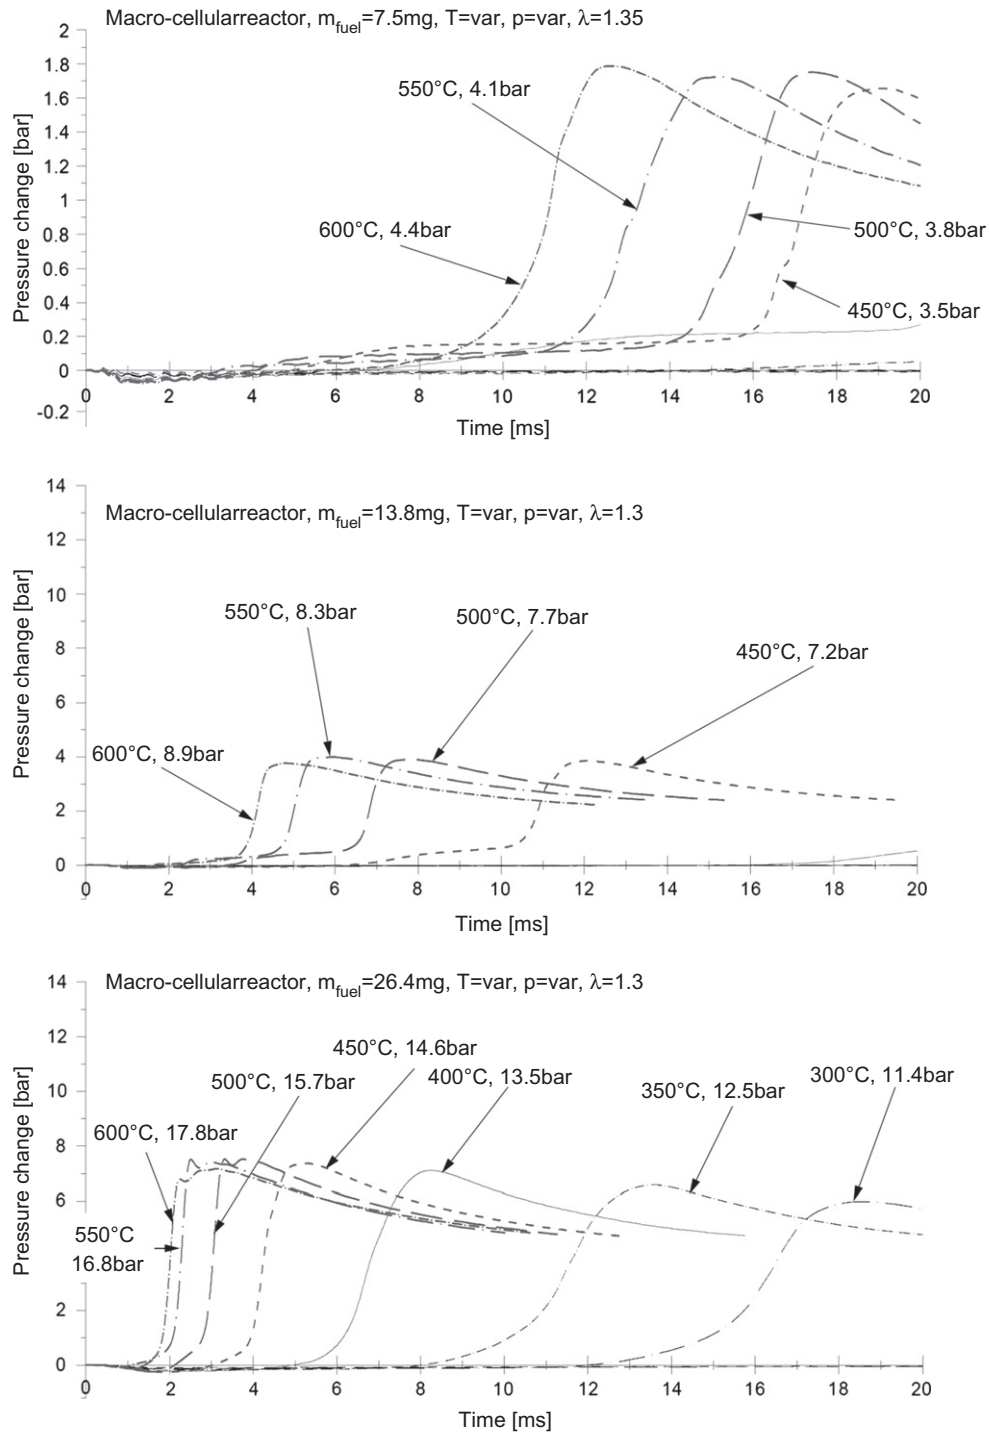 Macro-cellularreactor, mfuel=7.5mg, T=var, p=var, λ=1.35
2
1.8
1.6
1.4
1.2
1
0.8
0.6
0.4
0.2
0
-0.2
Pressure change [bar]
550°C, 4.1bar
600°C, 4.4bar
500°C, 3.8bar
450°C, 3.5bar
0 2 4 6 8 10 12 14 16 18 20
Time [ms]
14
12
10
8
6
4
2
0
Pressure change [bar]
Macro-cellularreactor, mfuel=13.8mg, T=var, p=var, λ=1.3
550°C, 8.3bar
500°C, 7.7bar
450°C, 7.2bar
600°C, 8.9bar
0 2 4 6 8 10 12 14 16 18 20
Time [ms]
14
12
10
8
6
2
0
Pressure change [bar]
Macro-cellularreactor, mfuel=26.4mg, T=var, p=var, λ=1.3
450°C, 14.6bar
500°C, 15.7bar
400°C, 13.5bar
350°C, 12.5bar
300°C, 11.4bar
600°C, 17.8bar
550°C
16.8bar
0 2 4 6 8 10 12 14 16 18 20
Time [ms]